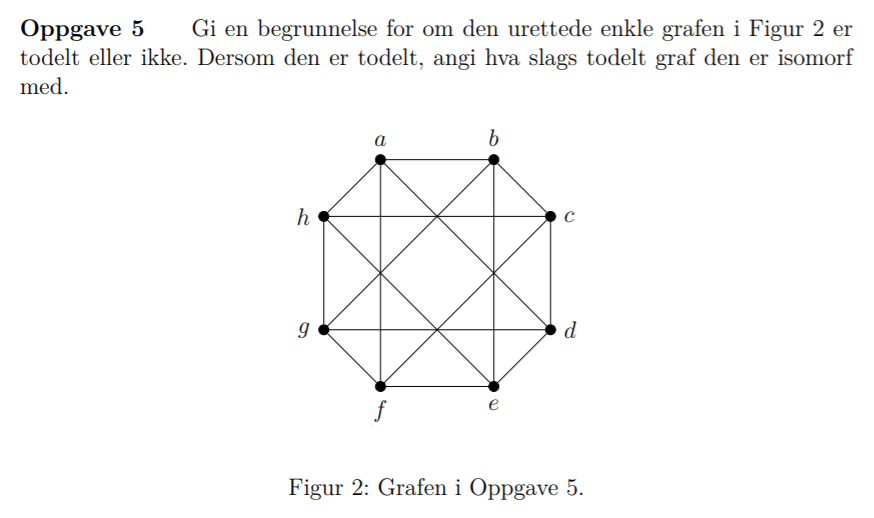 Oppgave 5 Gi en begrunnelse for om den urettede enkle grafen i Figur 2 er
todelt eller ikke. Dersom den er todelt, angi hva slags todelt graf den er isomorf
med.
a b
h c
g d
f e
Figur 2: Grafen i Oppgave 5.